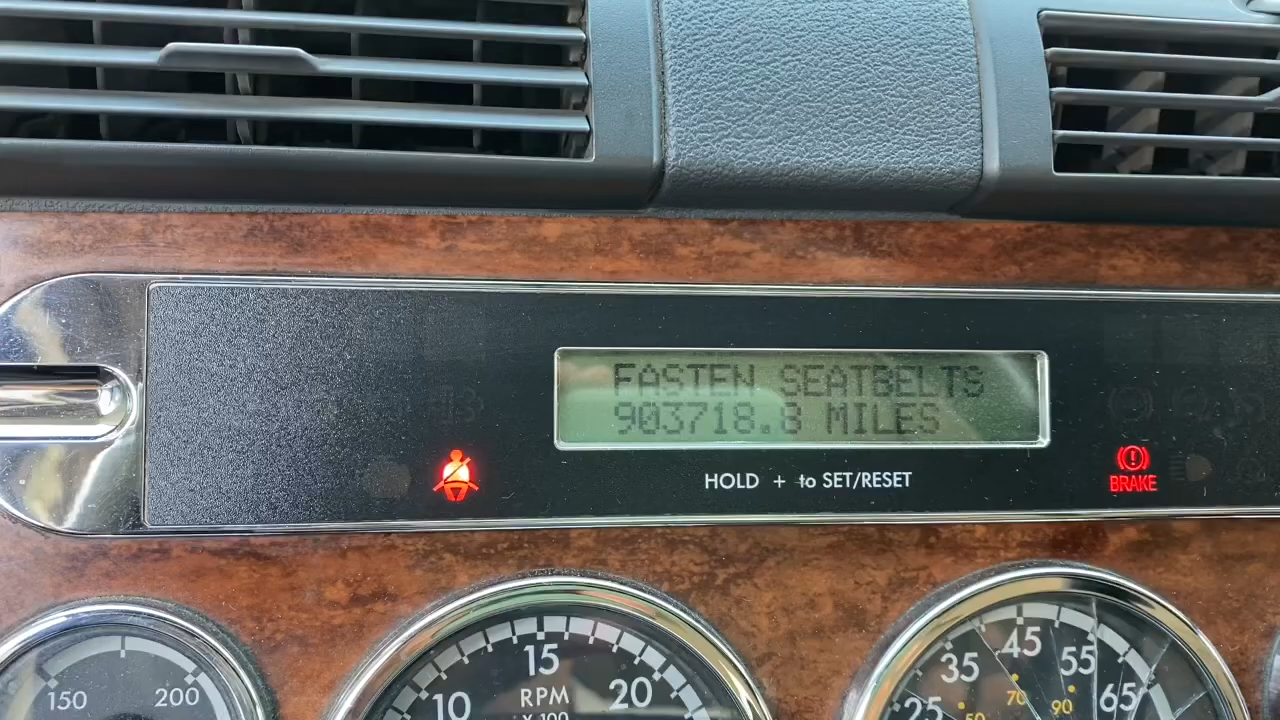 FASTEN SEATBELTS
903718.8 MILES
HOLD + to SET/RESET
BRAKE
150 200
10 15 20
RPM
X 100
25 35 45 55 65
50 70 90